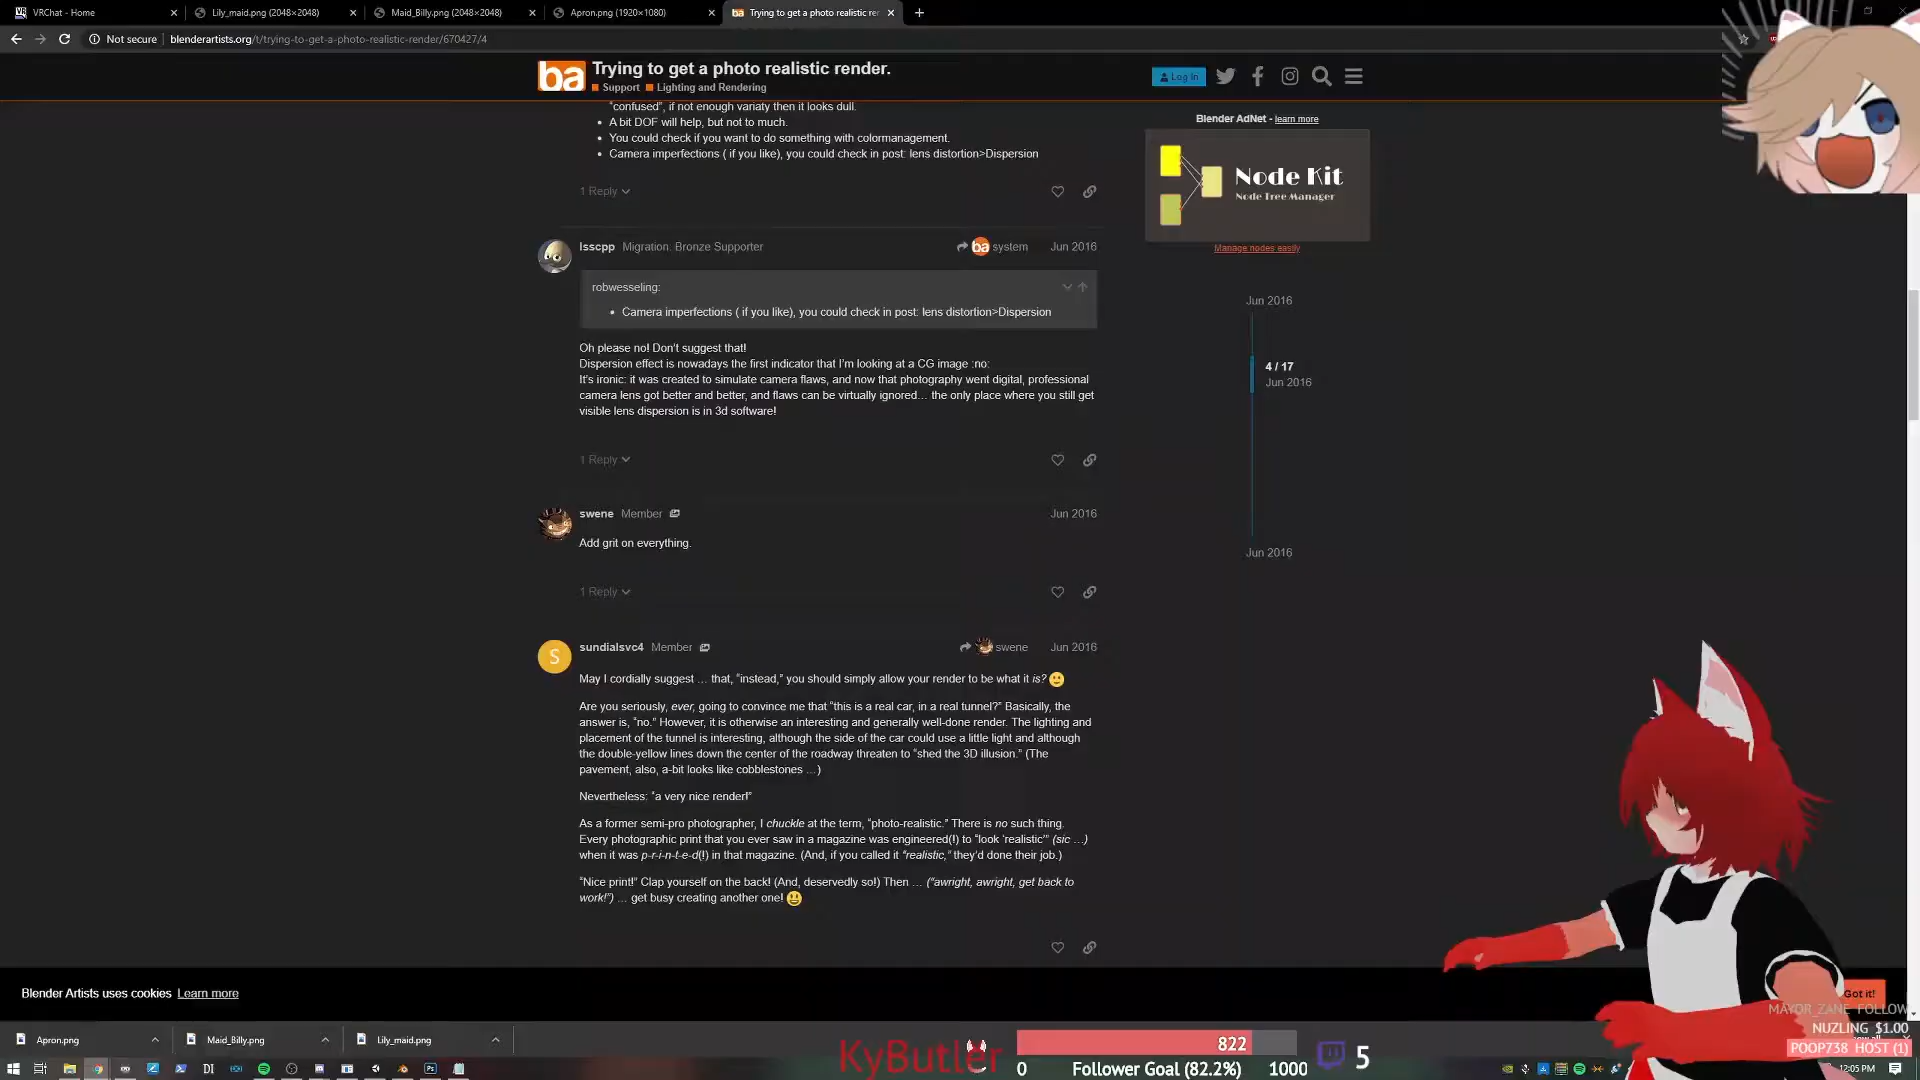 VRChat - Home
Lily_maid.png (2048×2048)
Maid_Billy.png (2048×2048)
Apron.png (1920×1080)
Trying to get a photo realistic rer
Not secure
blenderartists.org/t/trying-to-get-a-photo-realistic-render/670427/4
ba
Trying to get a photo realistic render.
Support
Lighting and Rendering
Log In
"confused", if not enough variaty then it looks dull.
A bit DOF will help, but not to much.
You could check if you want to do something with colormanagement.
Camera imperfections ( if you like), you could check in post: lens distortion>Dispersion
1 Reply
Blender AdNet - learn more
Node Kit
Node Tree Manager
Manage nodes easily
lsscpp Migration: Bronze Supporter
ba system Jun 2016
robwesseling:
Camera imperfections ( if you like), you could check in post: lens distortion>Dispersion
Oh please no! Don't suggest that!
Dispersion effect is nowadays the first indicator that I'm looking at a CG image :no:
It's ironic: it was created to simulate camera flaws, and now that photography went digital, professional
camera lens got better and better, and flaws can be virtually ignored… the only place where you still get
visible lens dispersion is in 3d software!
1 Reply
Jun 2016
4 / 17
Jun 2016
Jun 2016
swene Member
Jun 2016
Add grit on everything.
1 Reply
S
sundialsvc4 Member
swene Jun 2016
May I cordially suggest … that, "instead," you should simply allow your render to be what it is?
Are you seriously, ever, going to convince me that "this is a real car, in a real tunnel?" Basically, the
answer is, "no." However, it is otherwise an interesting and generally well-done render. The lighting and
placement of the tunnel is interesting, although the side of the car could use a little light and although
the double-yellow lines down the center of the roadway threaten to "shed the 3D illusion." (The
pavement, also, a-bit looks like cobblestones …)
Nevertheless: "a very nice render!"
As a former semi-pro photographer, I chuckle at the term, "photo-realistic." There is no such thing.
Every photographic print that you ever saw in a magazine was engineered(!) to "look 'realistic'" (sic …)
when it was p-r-i-n-t-e-d(!) in that magazine. (And, if you called it "realistic," they'd done their job.)
"Nice print!" Clap yourself on the back! (And, deservedly so!) Then … ("awright, awright, get back to
work!") … get busy creating another one!
Blender Artists uses cookies Learn more
Got it!
MAYOR_ZANE FOLLOW
NUZLING $1.00
POOP738 HOST (1)
Apron.png
Maid_Billy.png
Lily_maid.png
KyButler
822
0 Follower Goal (82.2%) 1000
5
12:05 PM